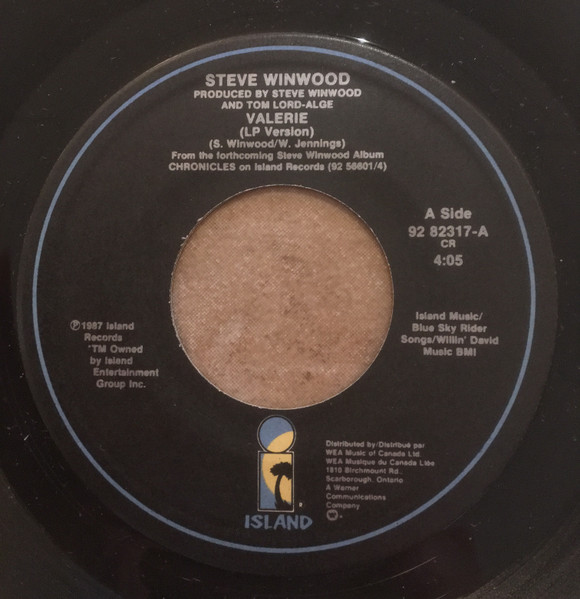 STEVE WINWOOD
PRODUCED BY STEVE WINWOOD
AND TOM LORD-ALGE
VALERIE
(LP Version)
(S. Winwood/W. Jennings)
From the forthcoming Steve Winwood Album
CHRONICLES on Island Records (92 56601/4)
A Side
92 82317-A
CR
4:05
℗1987 Island
Records
*TM Owned
by Island
Entertainment
Group Inc.
Island Music/
Blue Sky Rider
Songs/Willin' David
Music BMI
ISLAND
Distributed by/Distribué par
WEA Music of Canada Ltd.
WEA Musique du Canada Ltée
1810 Birchmount Rd.,
Scarborough, Ontario
A Warner
Communications
Company